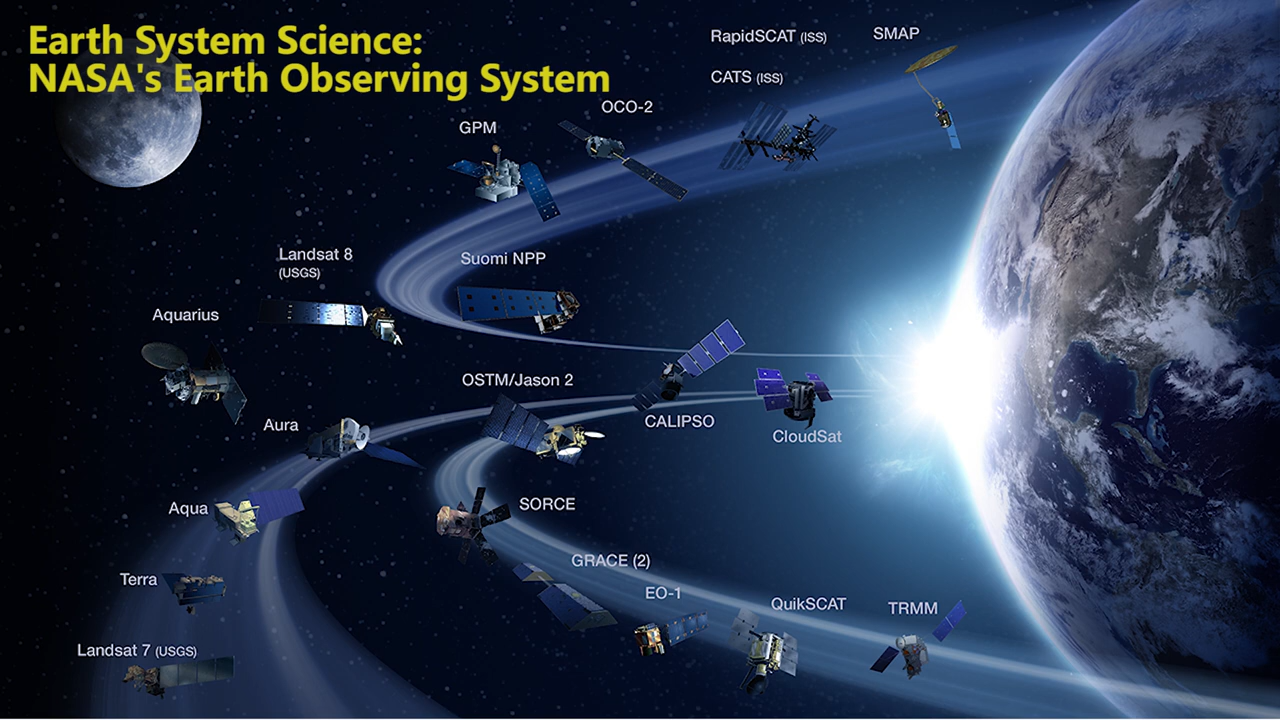 Earth System Science:
NASA's Earth Observing System
RapidSCAT (ISS)
SMAP
CATS (ISS)
OCO-2
GPM
Landsat 8
(USGS)
Suomi NPP
Aquarius
OSTM/Jason 2
CALIPSO
Aura
CloudSat
Aqua
SORCE
GRACE (2)
Terra
EO-1
QuikSCAT
TRMM
Landsat 7 (USGS)